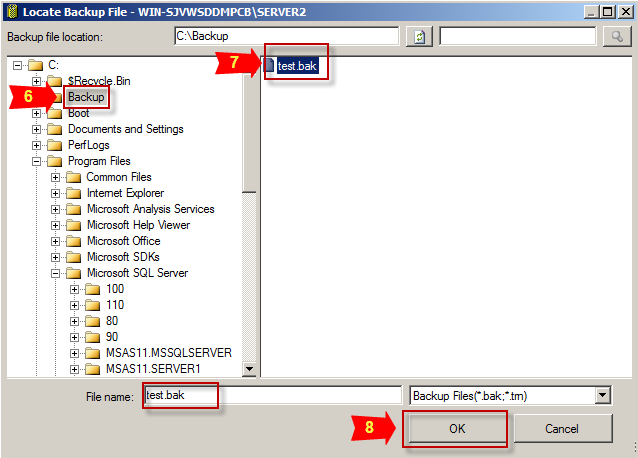 Locate Backup File - WIN-SJVWSDDMPCB\SERVER2
Backup file location:
C:\Backup
C:
$Recycle.Bin
Backup
Boot
Documents and Settings
PerfLogs
Program Files
Common Files
Internet Explorer
Microsoft Analysis Services
Microsoft Help Viewer
Microsoft Office
Microsoft SDKs
Microsoft SQL Server
100
110
80
90
MSAS11.MSSQLSERVER
MSAS11.SERVER1
6
7
test.bak
File name:
test.bak
Backup Files(*.bak;*.trn)
8
OK
Cancel